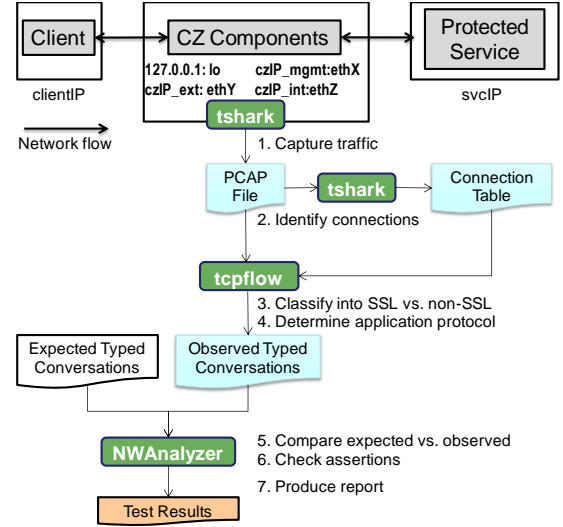 Client
CZ Components
Protected
Service
127.0.0.1: lo
czIP_mgmt:ethX
czIP_ext: ethY
czIP_int:ethZ
clientIP
svcIP
Network flow
tshark
1. Capture traffic
PCAP
File
tshark
Connection
Table
2. Identify connections
tcpflow
3. Classify into SSL vs. non-SSL
4. Determine application protocol
Expected Typed
Conversations
Observed Typed
Conversations
NWAnalyzer
5. Compare expected vs. observed
6. Check assertions
7. Produce report
Test Results